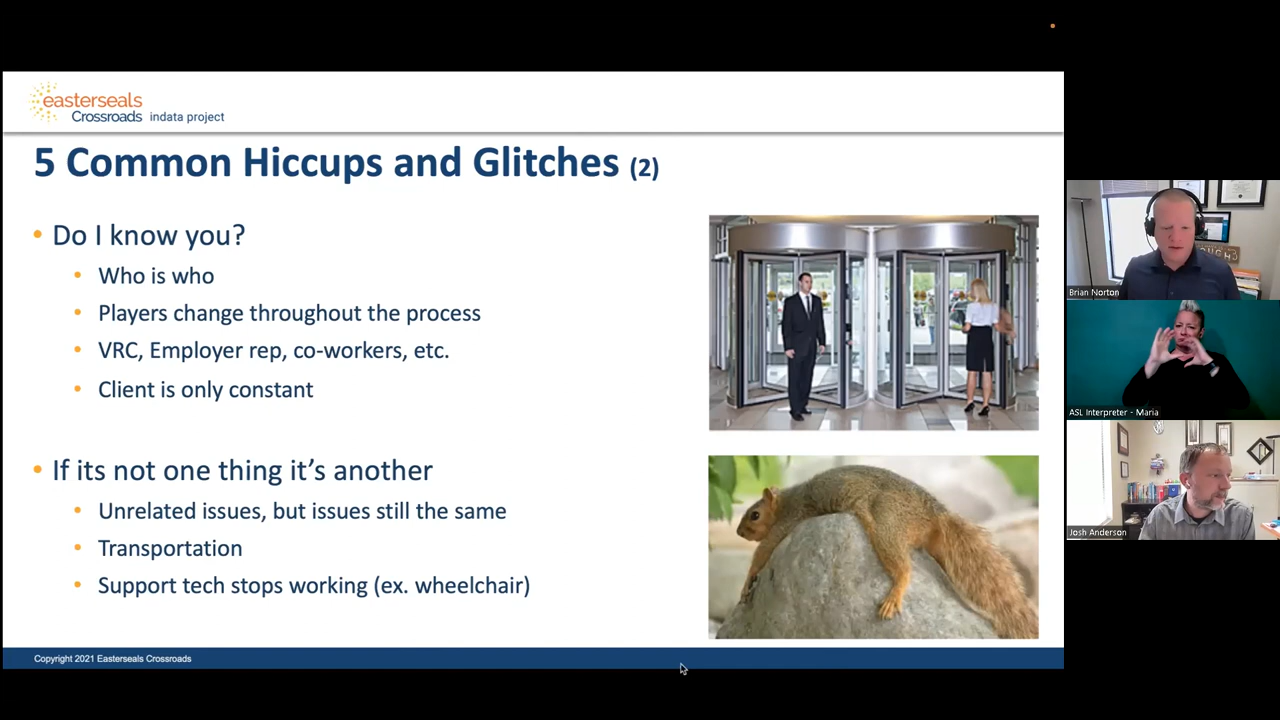 easterseals
Crossroads indata project
5 Common Hiccups and Glitches (2)
• Do I know you?
• Who is who
• Players change throughout the process
• VRC, Employer rep, co-workers, etc.
• Client is only constant
• If its not one thing it's another
• Unrelated issues, but issues still the same
• Transportation
• Support tech stops working (ex. wheelchair)
Copyright 2021 Easterseals Crossroads
Brian Norton
ASL Interpreter - Maria
Josh Anderson